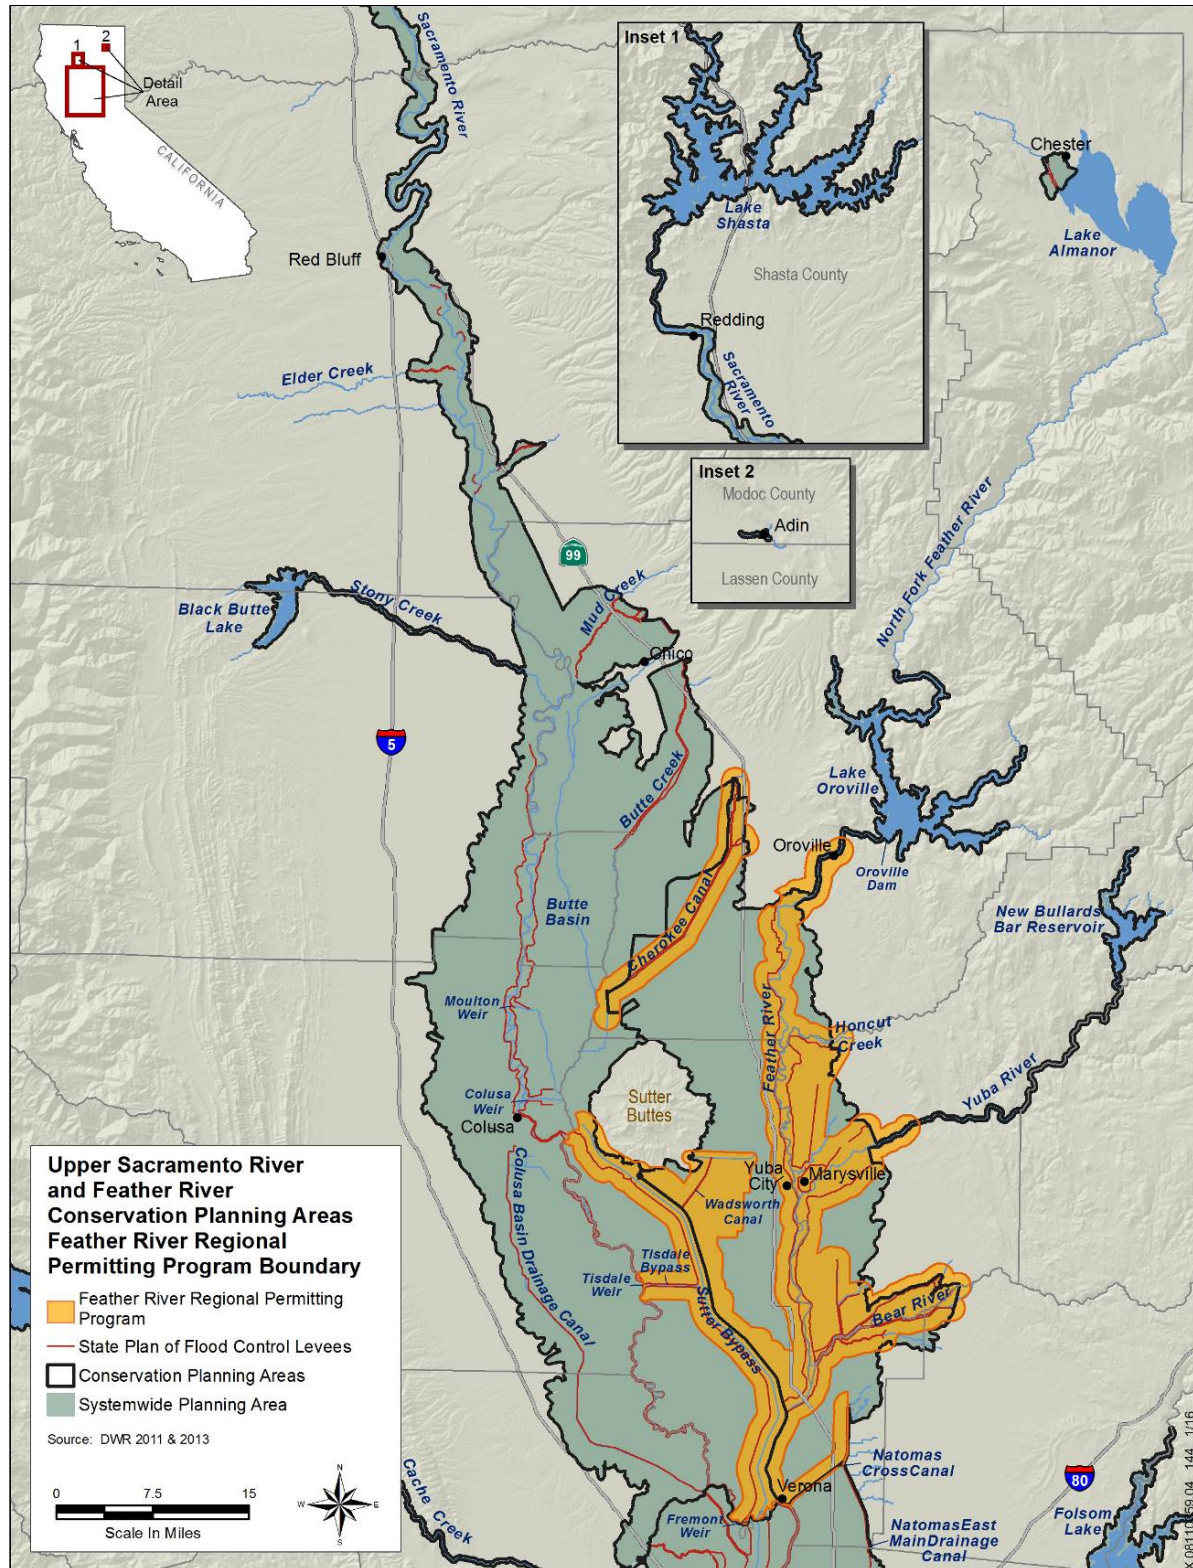 1
2
Detail
Area
CALIFORNIA
Sacramento River
Inset 1
Lake
Shasta
Shasta County
Redding
Sacramento
River
Chester
Lake
Almanor
Red Bluff
Elder Creek
Inset 2
Modoc County
Adin
Lassen County
North Fork Feather River
99
Mud Creek
Stony Creek
Black Butte
Lake
Chico
5
Butte Creek
Lake
Oroville
Oroville
Oroville
Dam
Cherokee Canal
Butte
Basin
New Bullards
Bar Reservoir
Feather River
Moulton
Weir
Honcut
Creek
Yuba River
Colusa
Weir
Colusa
Sutter
Buttes
Yuba
City
Marysville
Wadsworth
Canal
Colusa Basin Drainage Canal
Tisdale
Bypass
Tisdale
Weir
Sutter Bypass
Bear River
Natomas
CrossCanal
Verona
Fremont
Weir
Cache Creek
80
Folsom
Lake
NatomasEast
MainDrainage
Canal
Upper Sacramento River
and Feather River
Conservation Planning Areas
Feather River Regional
Permitting Program Boundary
Feather River Regional Permitting
Program
State Plan of Flood Control Levees
Conservation Planning Areas
Systemwide Planning Area
Source: DWR 2011 & 2013
0 7.5 15
Scale In Miles
N
W E
S